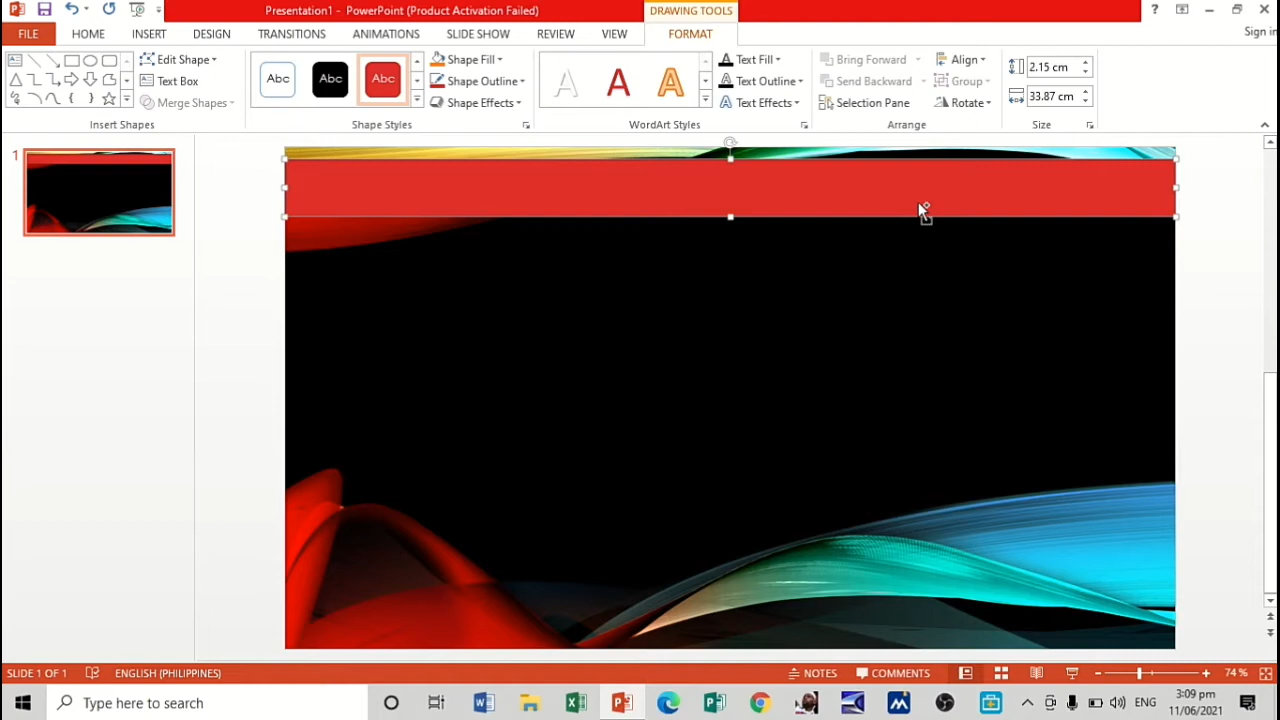 Presentation1 - PowerPoint (Product Activation Failed)
DRAWING TOOLS
?
FILE
HOME
INSERT
DESIGN
TRANSITIONS
ANIMATIONS
SLIDE SHOW
REVIEW
VIEW
FORMAT
Sign in
Edit Shape
Text Box
Merge Shapes
Insert Shapes
Abc
Abc
Abc
Shape Fill
Shape Outline
Shape Effects
Shape Styles
A A A
Text Fill
Text Outline
Text Effects
WordArt Styles
Bring Forward
Send Backward
Selection Pane
Align
Group
Rotate
Arrange
2.15 cm
33.87 cm
Size
1
SLIDE 1 OF 1
ENGLISH (PHILIPPINES)
NOTES
COMMENTS
74 %
Type here to search
ENG
3:09 pm
11/06/2021